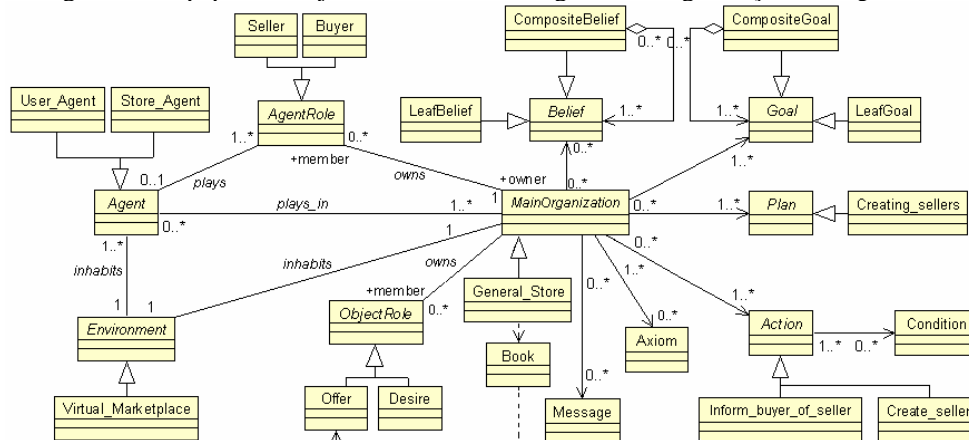 Seller Buyer
CompositeBelief CompositeGoal
0..* 0..*
User_Agent Store_Agent
AgentRole
LeafBelief Belief Goal LeafGoal
1..* 0..* 1..* 1..*
+member
0..* 1..*
owns
plays
+owner 0..*
0..1
Agent plays_in 1 MainOrganization 0..* Plan Creating_sellers
0..* 1..*
1..* 1 0..*
inhabits inhabits owns 1..*
0..*
+member General_Store 1..*
1 1 0..*
Environment ObjectRole 0..* Action Condition
Axiom 1..* 0..*
Book
0..*
Virtual_Marketplace Offer Desire Message Inform_buyer_of_seller Create_seller